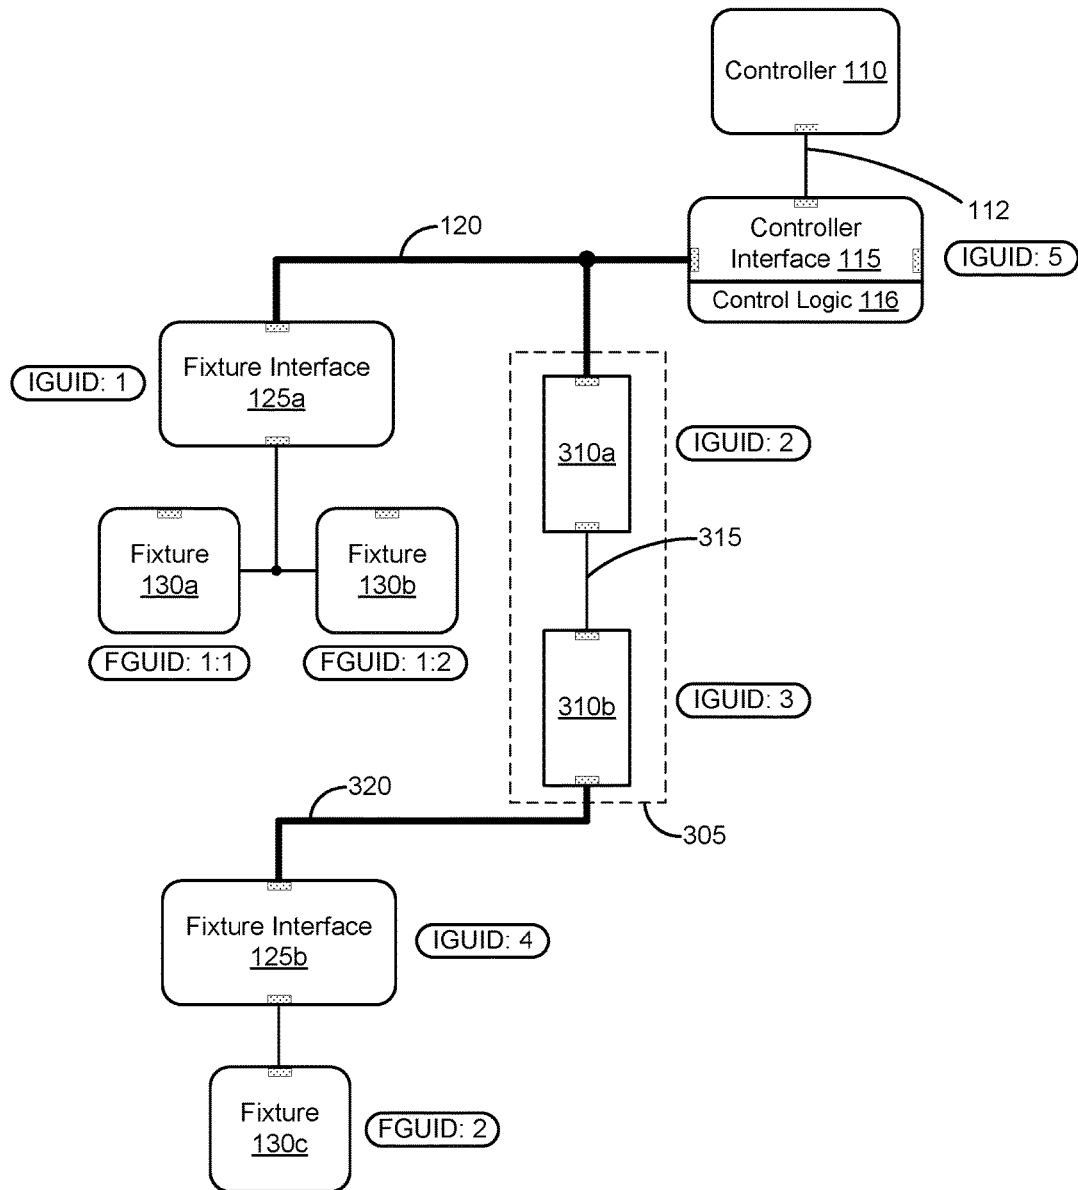 Controller 110
112
Controller
Interface 115
Control Logic 116
IGUID: 5
120
Fixture Interface
125a
IGUID: 1
310a
IGUID: 2
315
Fixture
130a
Fixture
130b
FGUID: 1:1
FGUID: 1:2
310b
IGUID: 3
320
305
Fixture Interface
125b
IGUID: 4
Fixture
130c
FGUID: 2